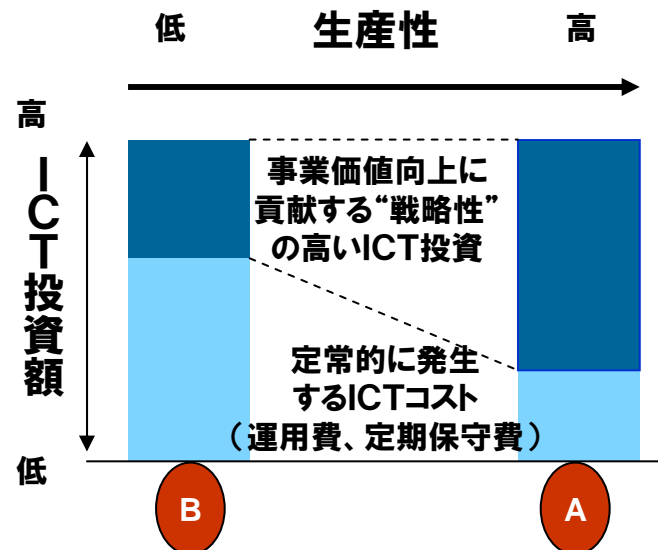 低 生産性 高
高
ICT投資額
事業価値向上に
貢献する“戦略性”
の高いICT投資
定常的に発生
するICTコスト
（運用費、定期保守費）
低
B
A